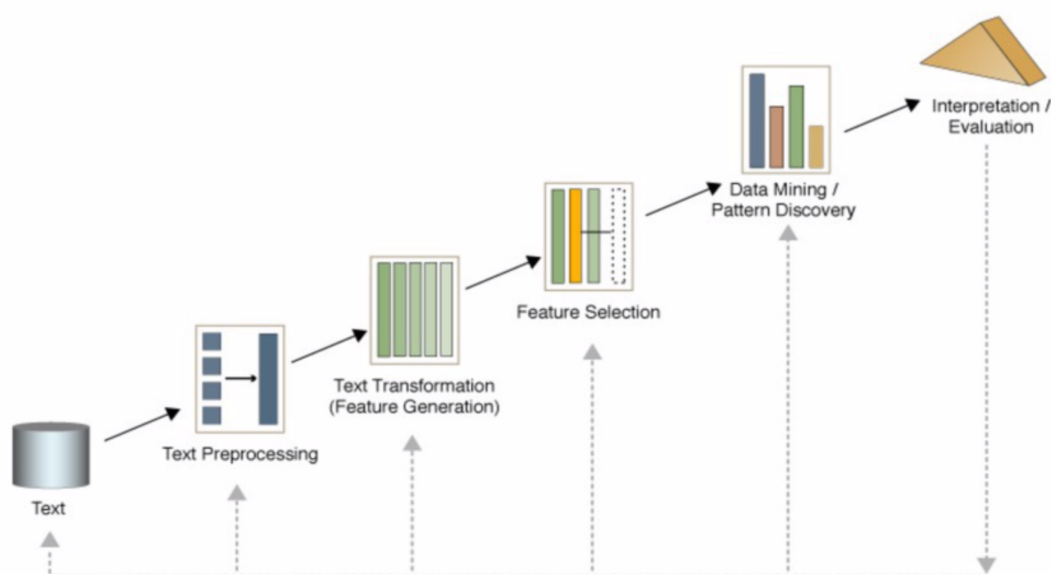 Text
Text Preprocessing
Text Transformation
(Feature Generation)
Feature Selection
Data Mining /
Pattern Discovery
Interpretation /
Evaluation